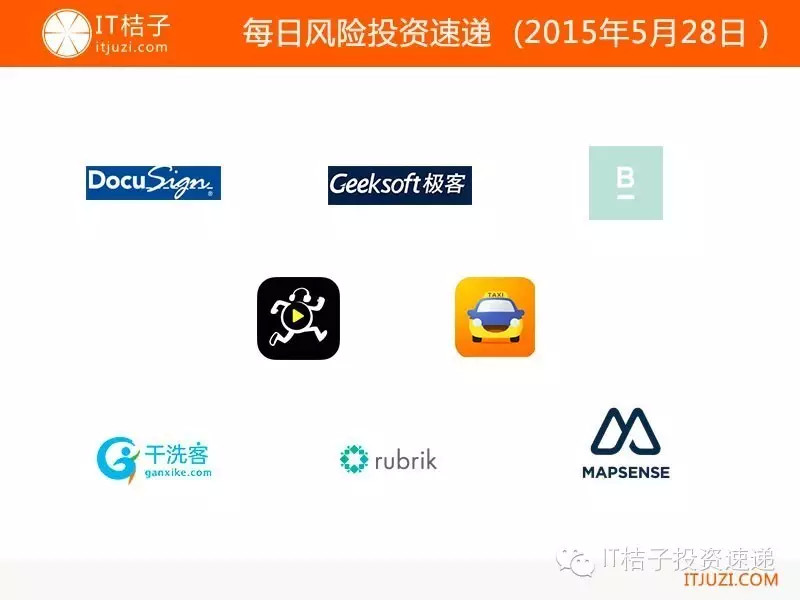 IT桔子
itjuzi.com
每日风险投资速递 (2015年5月28日 )
DocuSign®
Geeksoft极客
B
TAXI
干洗客
ganxike.com
rubrik
MAPSENSE
IT桔子投资速递
ITJUZI.COM